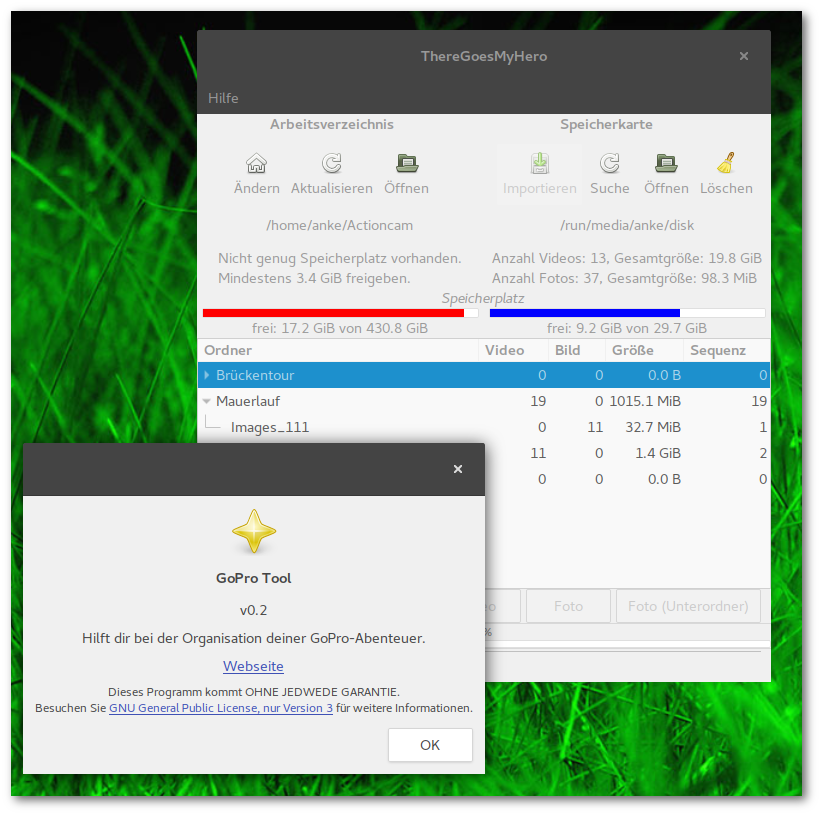 ThereGoesMyHero
Hilfe
Arbeitsverzeichnis
Speicherkarte
Ändern Aktualisieren Öffnen
Importieren Suche Öffnen Löschen
/home/anke/Actioncam
/run/media/anke/disk
Nicht genug Speicherplatz vorhanden.
Mindestens 3.4 GiB freigeben.
Anzahl Videos: 13, Gesamtgröße: 19.8 GiB
Anzahl Fotos: 37, Gesamtgröße: 98.3 MiB
Speicherplatz
frei: 17.2 GiB von 430.8 GiB
frei: 9.2 GiB von 29.7 GiB
Ordner Video Bild Größe Sequenz
Brückentour 0 0 0.0 B 0
Mauerlauf 19 0 1015.1 MiB 19
Images_111 0 11 32.7 MiB 1
11 0 1.4 GiB 2
0 0 0.0 B 0
eo Foto Foto (Unterordner)
%
GoPro Tool
v0.2
Hilft dir bei der Organisation deiner GoPro-Abenteuer.
Webseite
Dieses Programm kommt OHNE JEDWEDE GARANTIE.
Besuchen Sie GNU General Public License, nur Version 3 für weitere Informationen.
OK